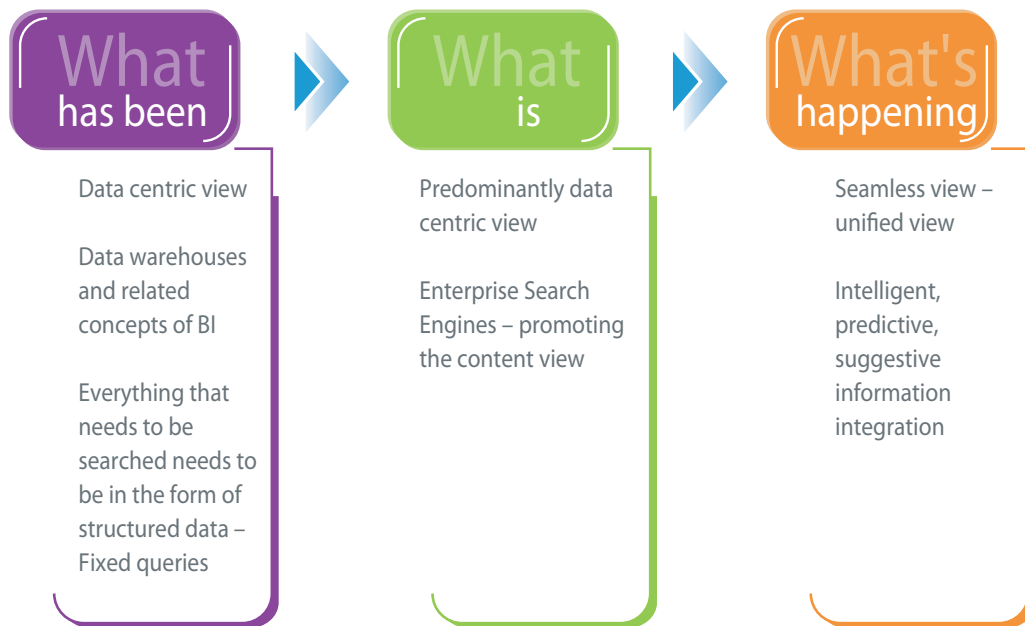 What
has been
Data centric view
Data warehouses
and related
concepts of BI
Everything that
needs to be
searched needs to
be in the form of
structured data –
Fixed queries
What
is
Predominantly data
centric view
Enterprise Search
Engines – promoting
the content view
What's
happening
Seamless view –
unified view
Intelligent,
predictive,
suggestive
information
integration